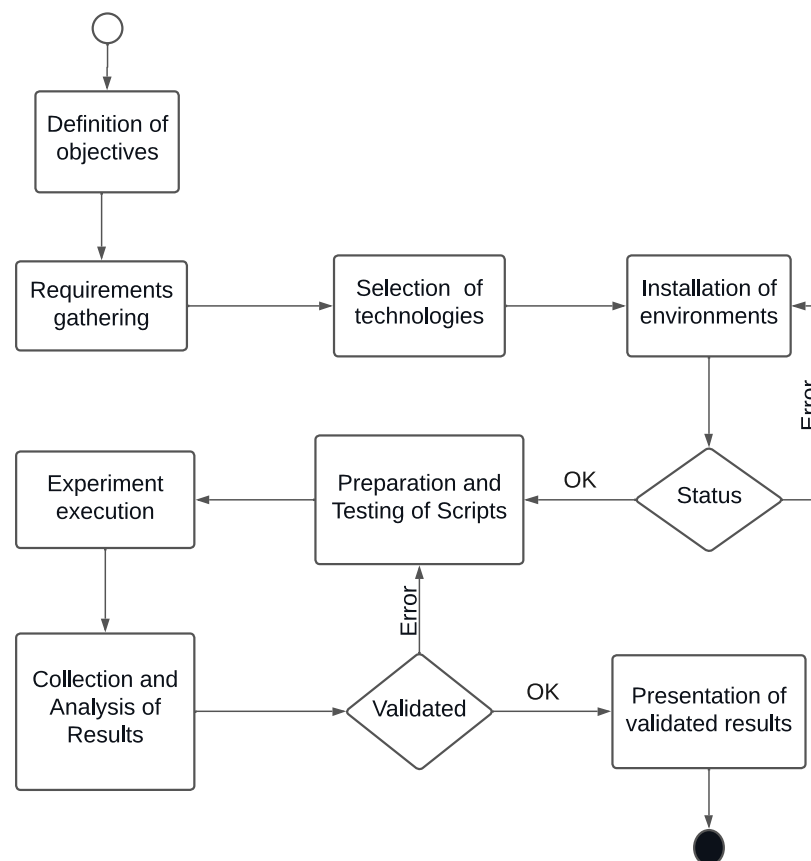 Definition of
objectives
Requirements
gathering
Selection of
technologies
Installation of
environments
Error
Status
OK
Preparation and
Testing of Scripts
Experiment
execution
Collection and
Analysis of
Results
Error
Validated
OK
Presentation of
validated results